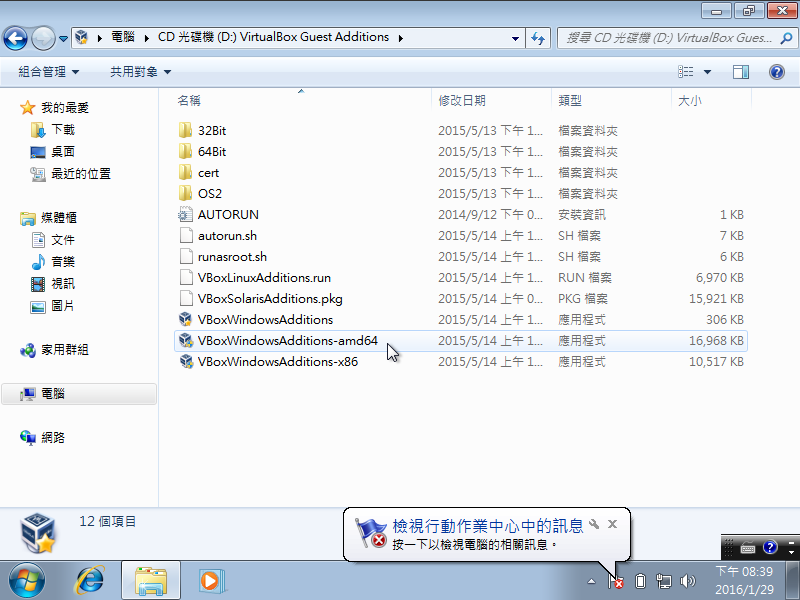 電腦 CD 光碟機 (D:) VirtualBox Guest Additions
搜尋 CD 光碟機 (D:) VirtualBox Gues...
組合管理 共用對象
我的最愛
下載
桌面
最近的位置
媒體櫃
文件
音樂
視訊
圖片
家用群組
電腦
網路
名稱 修改日期 類型 大小
32Bit 2015/5/13 下午 1... 檔案資料夾
64Bit 2015/5/13 下午 1... 檔案資料夾
cert 2015/5/13 下午 1... 檔案資料夾
OS2 2015/5/13 下午 1... 檔案資料夾
AUTORUN 2014/9/12 下午 0... 安裝資訊 1 KB
autorun.sh 2015/5/14 上午 1... SH 檔案 7 KB
runasroot.sh 2015/5/14 上午 1... SH 檔案 6 KB
VBoxLinuxAdditions.run 2015/5/14 上午 1... RUN 檔案 6,970 KB
VBoxSolarisAdditions.pkg 2015/5/14 上午 0... PKG 檔案 15,921 KB
VBoxWindowsAdditions 2015/5/14 上午 1... 應用程式 306 KB
VBoxWindowsAdditions-amd64 2015/5/14 上午 1... 應用程式 16,968 KB
VBoxWindowsAdditions-x86 2015/5/14 上午 1... 應用程式 10,517 KB
12 個項目
檢視行動作業中心中的訊息
按一下以檢視電腦的相關訊息。
下午 08:39
2016/1/29